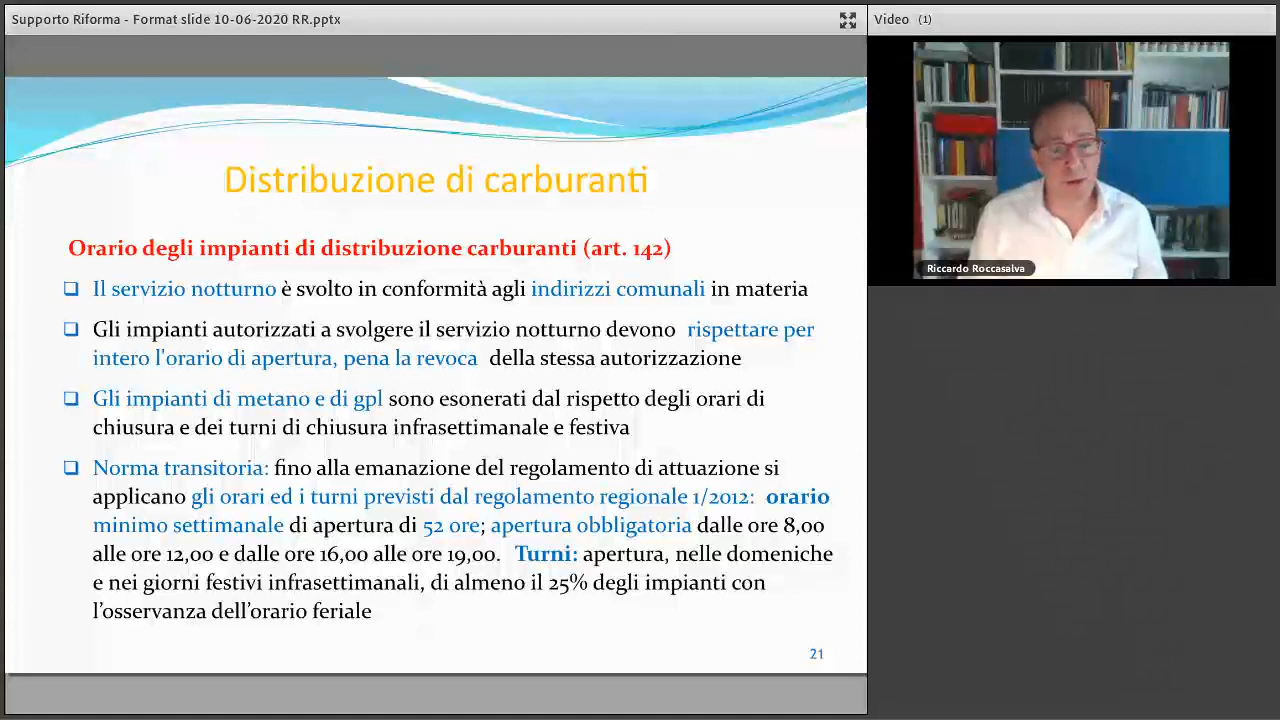 Supporto Riforma - Format slide 10-06-2020 RR.pptx
Video (1)
Distribuzione di carburanti
Orario degli impianti di distribuzione carburanti (art. 142)
Il servizio notturno è svolto in conformità agli indirizzi comunali in materia
Gli impianti autorizzati a svolgere il servizio notturno devono rispettare per
intero l'orario di apertura, pena la revoca della stessa autorizzazione
Gli impianti di metano e di gpl sono esonerati dal rispetto degli orari di
chiusura e dei turni di chiusura infrasettimanale e festiva
Norma transitoria: fino alla emanazione del regolamento di attuazione si
applicano gli orari ed i turni previsti dal regolamento regionale 1/2012: orario
minimo settimanale di apertura di 52 ore; apertura obbligatoria dalle ore 8,00
alle ore 12,00 e dalle ore 16,00 alle ore 19,00. Turni: apertura, nelle domeniche
e nei giorni festivi infrasettimanali, di almeno il 25% degli impianti con
l’osservanza dell’orario feriale
21
Riccardo Roccasalva